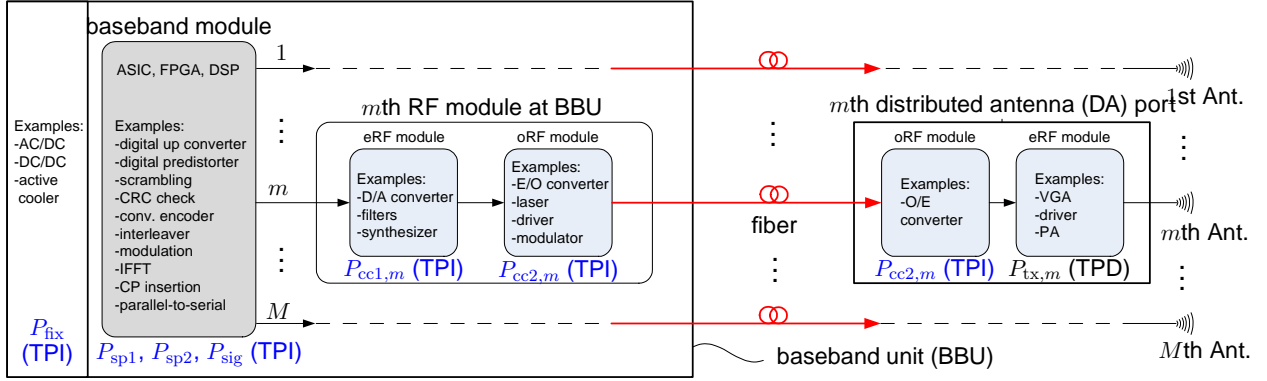 baseband module
ASIC, FPGA, DSP
Examples:
-digital up converter
-digital predistorter
-scrambling
-CRC check
-conv. encoder
-interleaver
-modulation
-IFFT
-CP insertion
-parallel-to-serial
P_sp1, P_sp2, P_sig (TPI)
Examples:
-AC/DC
-DC/DC
-active
cooler
P_fix
(TPI)
1
⋮
m
⋮
M
mth RF module at BBU
eRF module
Examples:
-D/A converter
-filters
-synthesizer
P_cc1,m (TPI)
oRF module
Examples:
-E/O converter
-laser
-driver
-modulator
P_cc2,m (TPI)
⋮
fiber
⋮
baseband unit (BBU)
mth distributed antenna (DA) port
oRF module
Examples:
-O/E
converter
P_cc2,m (TPI)
eRF module
Examples:
-VGA
-driver
-PA
P_tx,m (TPD)
⋮
1st Ant.
⋮
mth Ant.
⋮
Mth Ant.